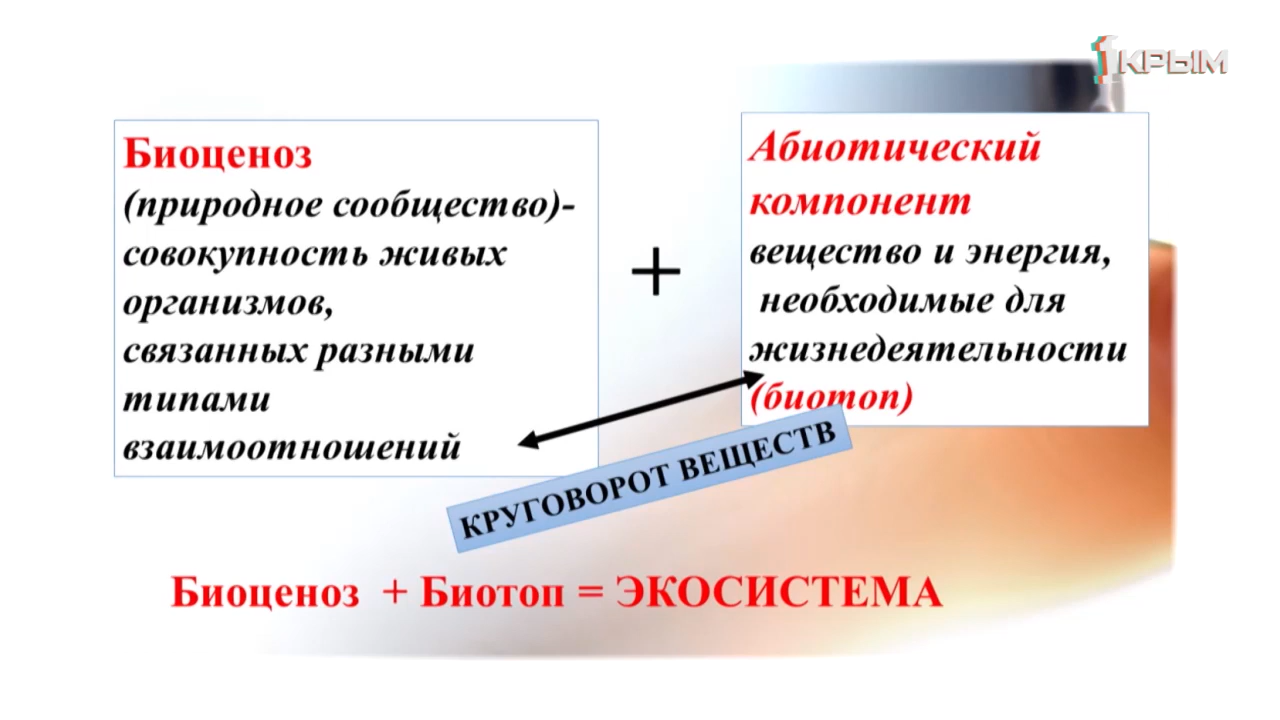 1КРЫМ
Биоценоз
(природное сообщество)-
совокупность живых
организмов,
связанных разными
типами
взаимоотношений
+
Абиотический
компонент
вещество и энергия,
необходимые для
жизнедеятельности
(биотоп)
КРУГОВОРОТ ВЕЩЕСТВ
Биоценоз + Биотоп = ЭКОСИСТЕМА